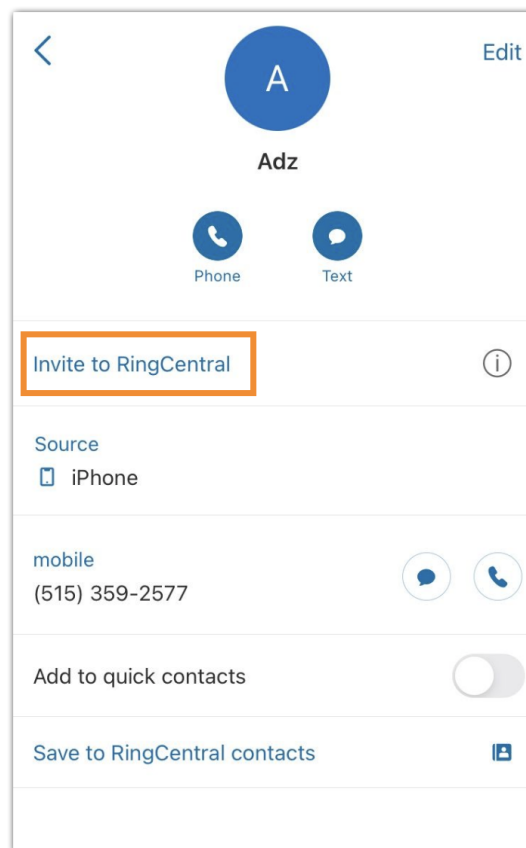 Edit
A
Adz
Phone Text
Invite to RingCentral
Source
iPhone
mobile
(515) 359-2577
Add to quick contacts
Save to RingCentral contacts